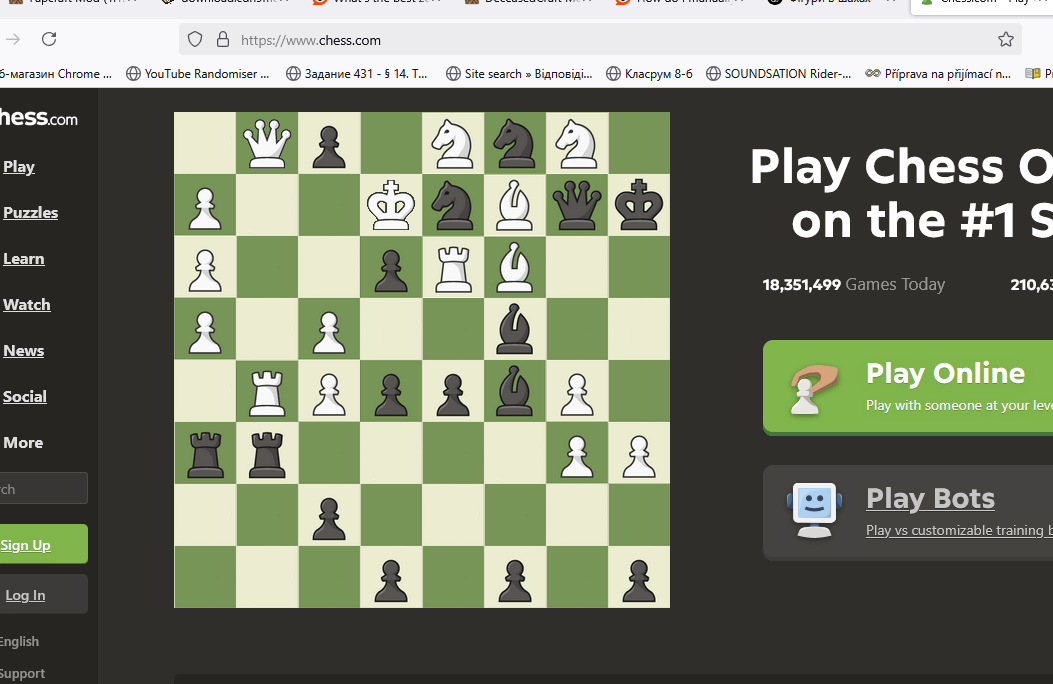 https://www.chess.com
б-магазин Chrome ... YouTube Randomiser ... Задание 431 - § 14. Т... Site search » Відповіді... Класрум 8-б SOUNDSATION Rider-... Příprava na přijímací n...
hess.com
Play
Puzzles
Learn
Watch
News
Social
More
rch
Sign Up
Log In
English
Support
Play Chess O
on the #1 S
18,351,499 Games Today 210,63
Play Online
Play with someone at your leve
Play Bots
Play vs customizable training b